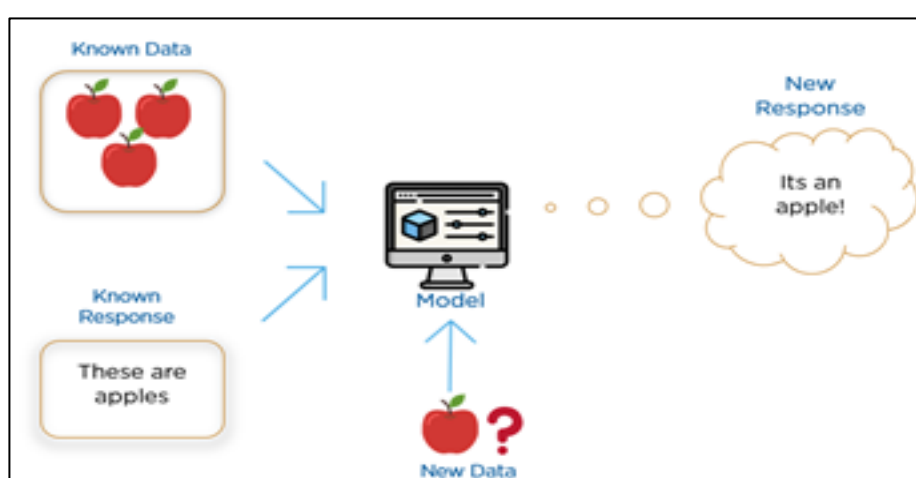 Known Data
New
Response
Its an
apple!
Known
Response
Model
These are
apples
?
New Data